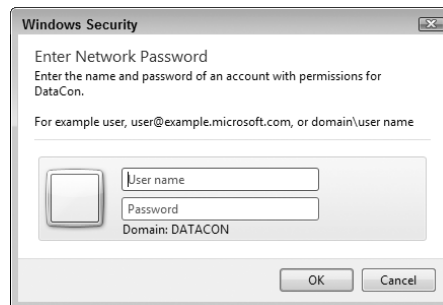 Windows Security
Enter Network Password
Enter the name and password of an account with permissions for
DataCon.
For example user, user@example.microsoft.com, or domain\user name
User name
Password
Domain: DATACON
OK
Cancel